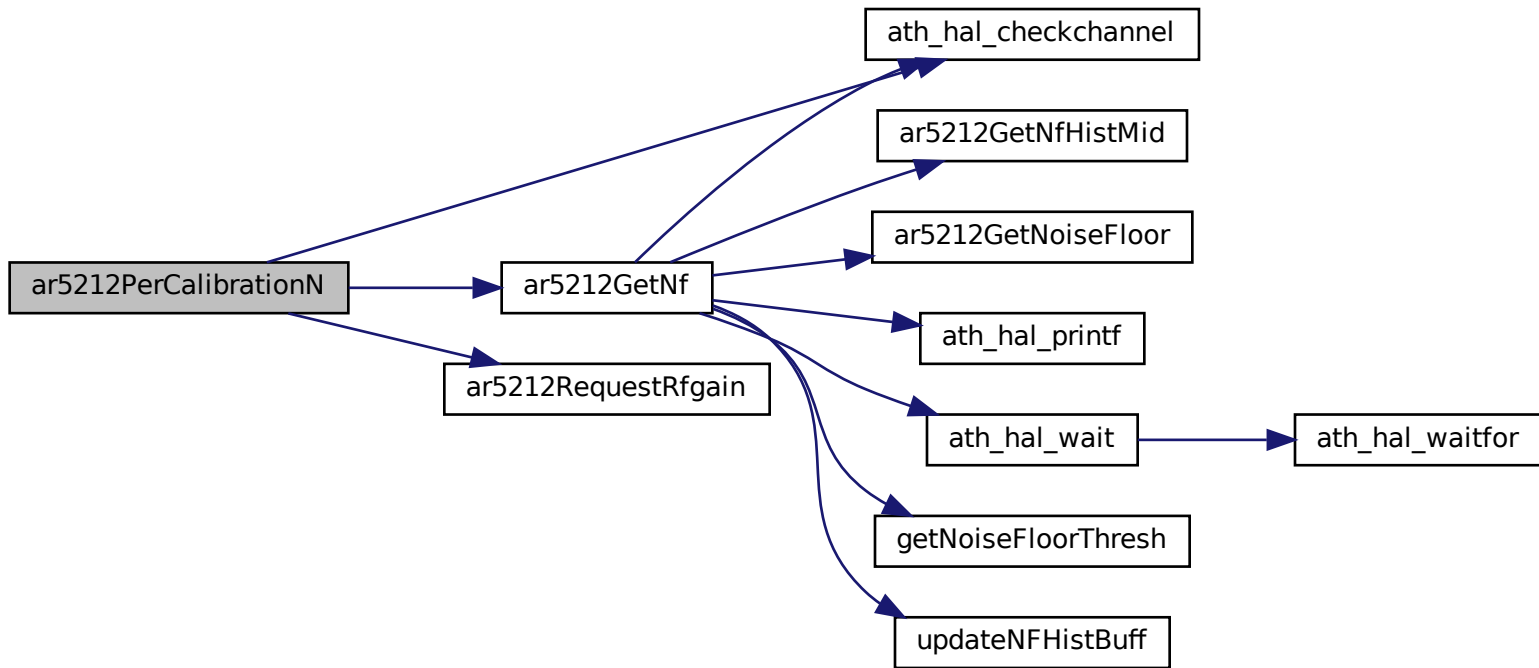 ar5212PerCalibrationN
ar5212GetNf
ar5212RequestRfgain
ath_hal_checkchannel
ar5212GetNfHistMid
ar5212GetNoiseFloor
ath_hal_printf
ath_hal_wait
ath_hal_waitfor
getNoiseFloorThresh
updateNFHistBuff